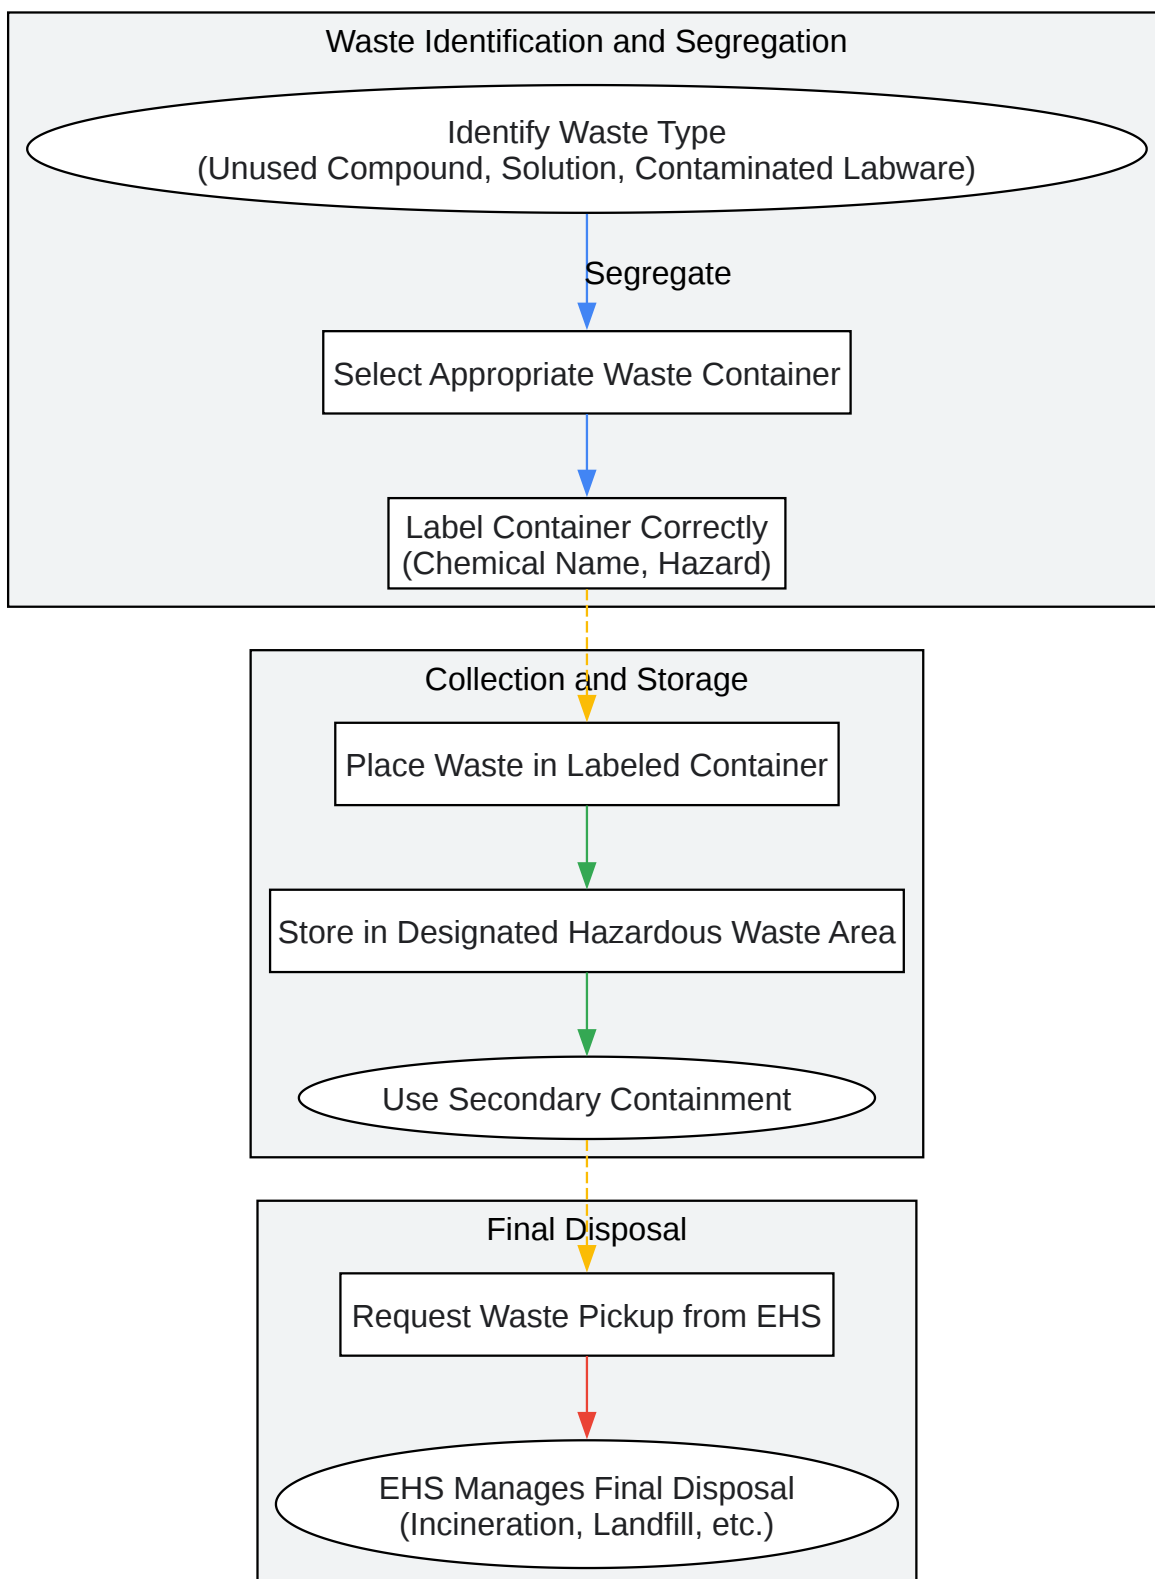 Waste Identification and Segregation
Identify Waste Type
(Unused Compound, Solution, Contaminated Labware)
Segregate
Select Appropriate Waste Container
Label Container Correctly
(Chemical Name, Hazard)
Collection and Storage
Place Waste in Labeled Container
Store in Designated Hazardous Waste Area
Use Secondary Containment
Final Disposal
Request Waste Pickup from EHS
EHS Manages Final Disposal
(Incineration, Landfill, etc.)